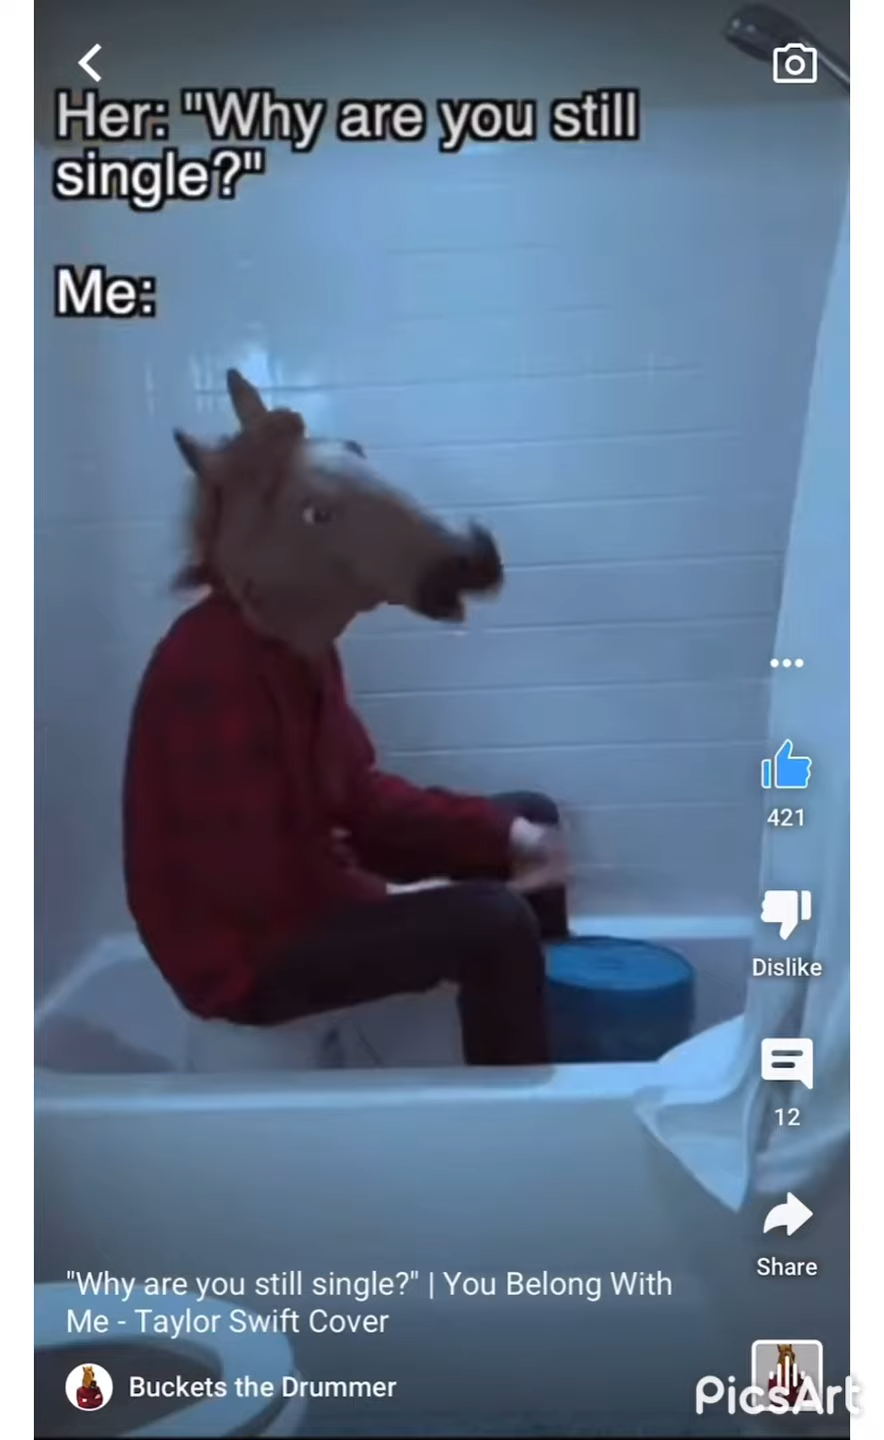 Her: "Why are you still
single?"
Me:
421
Dislike
12
Share
"Why are you still single?" | You Belong With
Me - Taylor Swift Cover
Buckets the Drummer
PicsArt